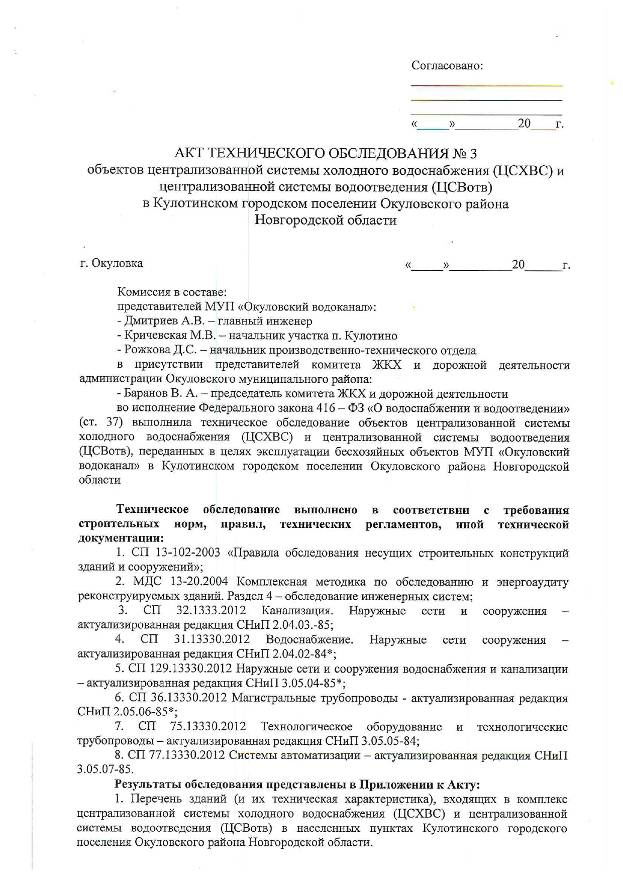 Согласовано:
«_____»__________20____г.
АКТ ТЕХНИЧЕСКОГО ОБСЛЕДОВАНИЯ № 3
объектов централизованной системы холодного водоснабжения (ЦСХВС) и
централизованной системы водоотведения (ЦСВотв)
в Кулотинском городском поселении Окуловского района
Новгородской области
г. Окуловка «_____»__________20______г.
Комиссия в составе:
представителей МУП «Окуловский водоканал»:
- Дмитриев А.В. – главный инженер
- Кричевская М.В. – начальник участка п. Кулотино
- Рожкова Д.С. – начальник производственно-технического отдела
в присутствии представителей комитета ЖКХ и дорожной деятельности
администрации Окуловского муниципального района:
- Баранов В. А. – председатель комитета ЖКХ и дорожной деятельности
во исполнение Федерального закона 416 – ФЗ «О водоснабжении и водоотведении»
(ст. 37) выполнила техническое обследование объектов централизованной системы
холодного водоснабжения (ЦСХВС) и централизованной системы водоотведения
(ЦСВотв), переданных в целях эксплуатации бесхозяйных объектов МУП «Окуловский
водоканал» в Кулотинском городском поселении Окуловского района Новгородской
области
Техническое обследование выполнено в соответствии с требования
строительных норм, правил, технических регламентов, иной технической
документации:
1. СП 13-102-2003 «Правила обследования несущих строительных конструкций
зданий и сооружений»;
2. МДС 13-20.2004 Комплексная методика по обследованию и энергоаудиту
реконструируемых зданий. Раздел 4 – обследование инженерных систем;
3. СП 32.1333.2012 Канализация. Наружные сети и сооружения –
актуализированная редакция СНиП 2.04.03.-85;
4. СП 31.13330.2012 Водоснабжение. Наружные сети сооружения –
актуализированная редакция СНиП 2.04.02-84*;
5. СП 129.13330.2012 Наружные сети и сооружения водоснабжения и канализации
– актуализированная редакция СНиП 3.05.04-85*;
6. СП 36.13330.2012 Магистральные трубопроводы - актуализированная редакция
СНиП 2.05.06-85*;
7. СП 75.13330.2012 Технологическое оборудование и технологические
трубопроводы – актуализированная редакция СНиП 3.05.05-84;
8. СП 77.13330.2012 Системы автоматизации – актуализированная редакция СНиП
3.05.07-85.
Результаты обследования представлены в Приложении к Акту:
1. Перечень зданий (и их техническая характеристика), входящих в комплекс
централизованной системы холодного водоснабжения (ЦСХВС) и централизованной
системы водоотведения (ЦСВотв) в населенных пунктах Кулотинского городского
поселения Окуловского района Новгородской области.